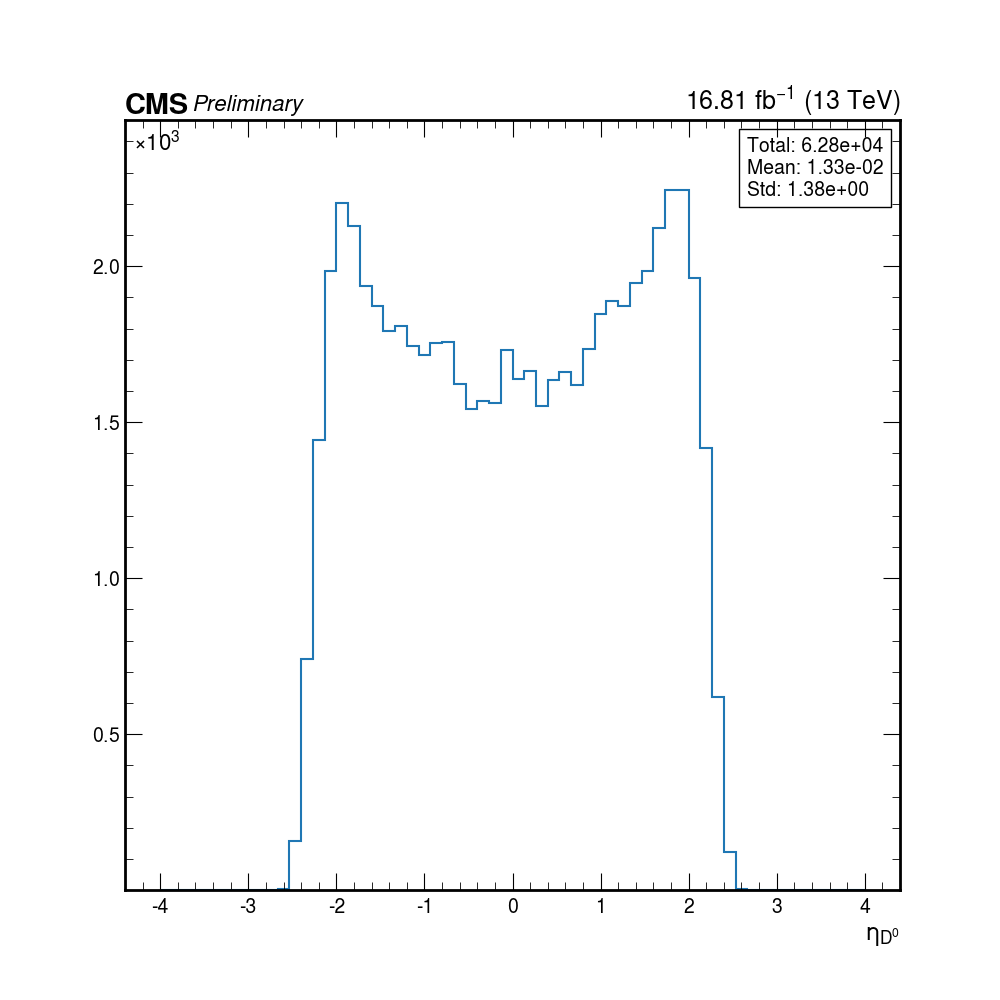 CMS Preliminary 16.81 fb⁻¹ (13 TeV)
×10³
Total: 6.28e+04
Mean: 1.33e-02
Std: 1.38e+00
2.0
1.5
1.0
0.5
-4 -3 -2 -1 0 1 2 3 4
η_D⁰